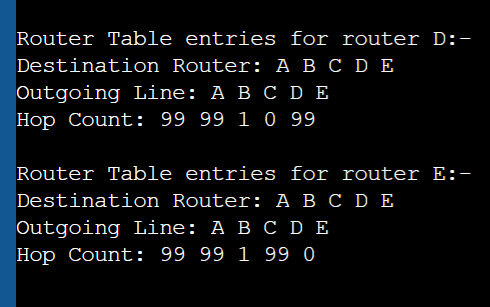 Router Table entries for router D:-
Destination Router: A B C D E
Outgoing Line: A B C D E
Hop Count: 99 99 1 0 99
Router Table entries for router E:-
Destination Router: A B C D E
Outgoing Line: A B C D E
Hop Count: 99 99 1 99 0